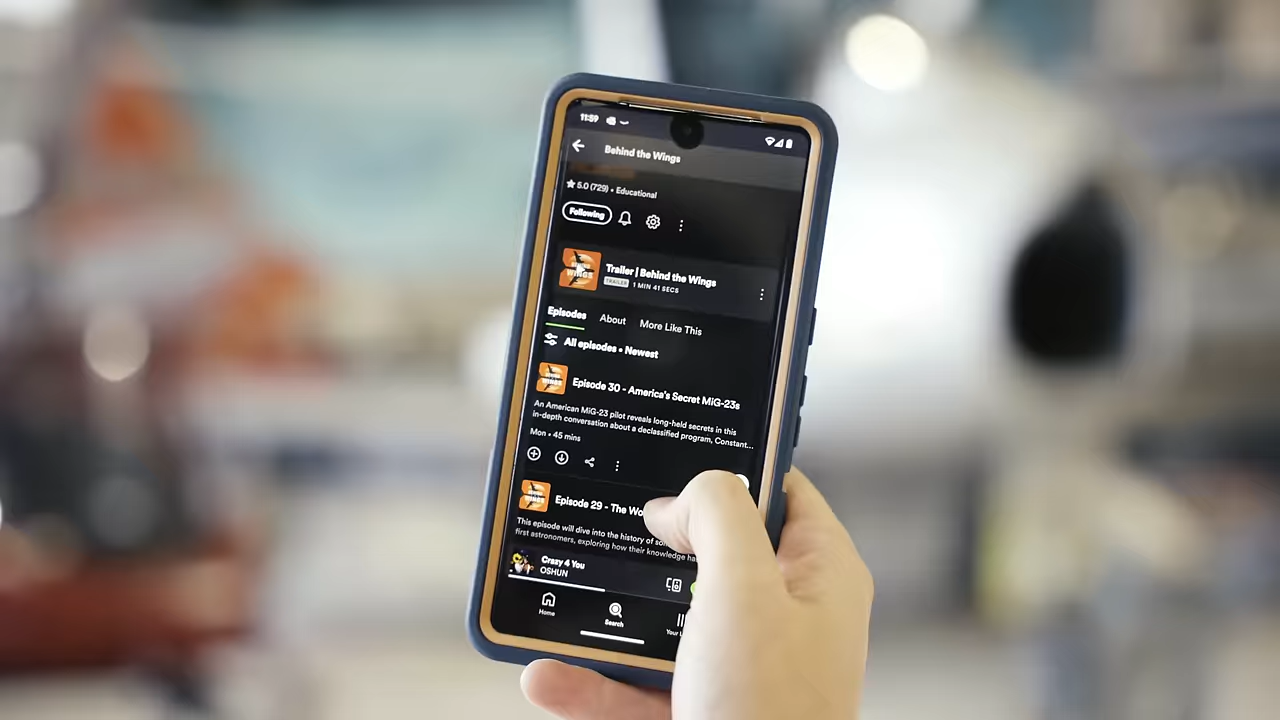 11:59
Behind the Wings
5.0 (729) • Educational
Following
Trailer | Behind the Wings
TRAILER 1 MIN 41 SECS
Episodes About More Like This
All episodes • Newest
Episode 30 - America's Secret MiG-23s
An American MiG-23 pilot reveals long-held secrets in this
in-depth conversation about a declassified program, Constant...
Mon • 45 mins
Episode 29 - The
This episode will dive into the history of
first astronomers, exploring how their knowledge
Crazy 4 You
OSHUN
Home Search Your